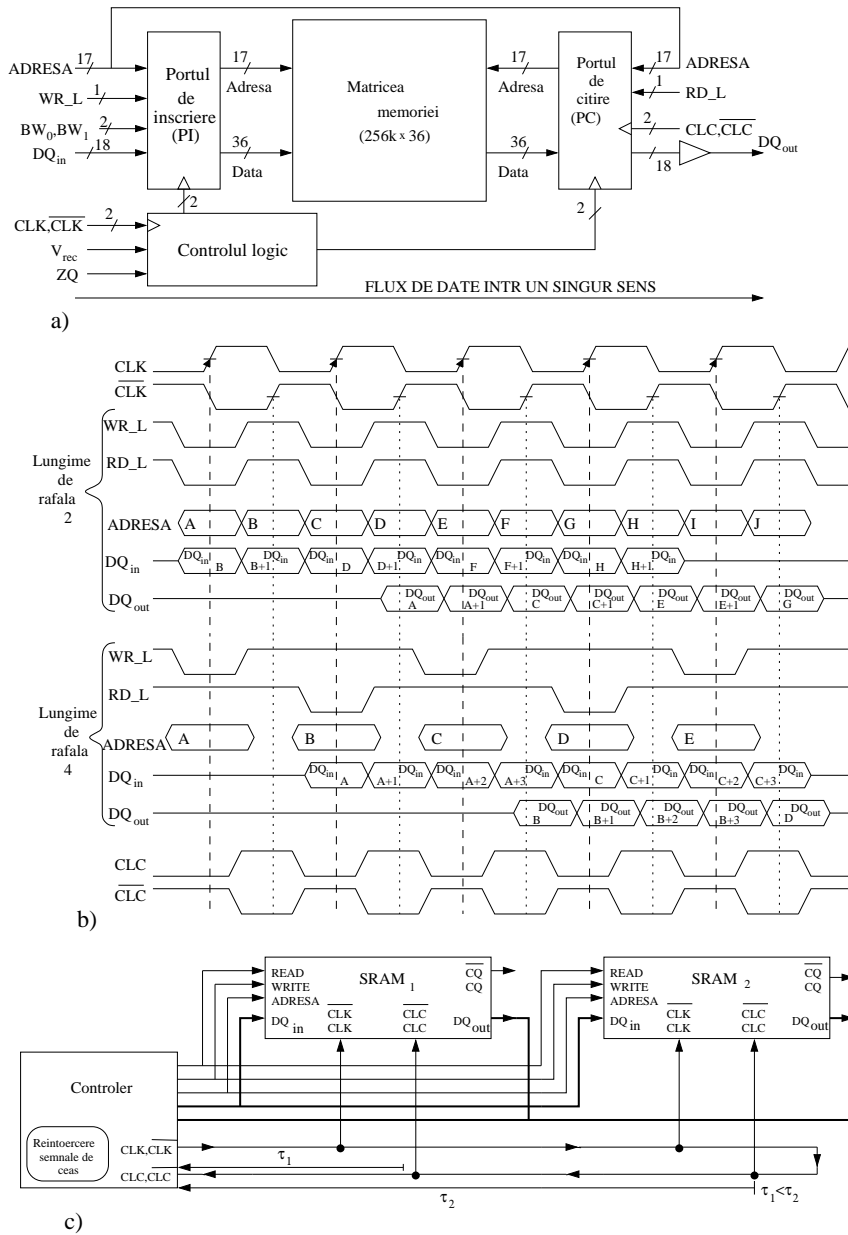 17
17
17
17
ADRESA
Portul
de
inscriere
(PI)
Adresa
Matricea
memoriei
(256k x 36)
Adresa
Portul
de
citire
(PC)
ADRESA
WR_L
1
1
RD_L
BW0,BW1
2
2
CLC,CLC
DQin
18
36
Data
36
Data
18
DQout
2
2
CLK,CLK
2
Controlul logic
Vrec
ZQ
FLUX DE DATE INTR UN SINGUR SENS
a)
CLK
CLK
Lungime
de
rafala
2
WR_L
RD_L
ADRESA
A B C D E F G H I J
DQin
DQin B DQin B+1 DQin D DQin D+1 DQin F DQin F+1 DQin H DQin H+1
DQout
DQout A DQout A+1 DQout C DQout C+1 DQout E DQout E+1 DQout G
Lungime
de
rafala
4
WR_L
RD_L
ADRESA
A B C D E
DQin
DQin A DQin A+1 DQin A+2 DQin A+3 DQin C DQin C+1 DQin C+2 DQin C+3
DQout
DQout B DQout B+1 DQout B+2 DQout B+3 DQout D
CLC
CLC
b)
READ
WRITE
ADRESA
DQ in
SRAM 1
CLK
CLK
CLC
CLC
CQ
CQ
DQout
READ
WRITE
ADRESA
DQ in
SRAM 2
CLK
CLK
CLC
CLC
CQ
CQ
DQout
Controler
Reintoercere
semnale de
ceas
CLK,CLK
CLC,CLC
τ1
τ2
τ1<τ2
c)